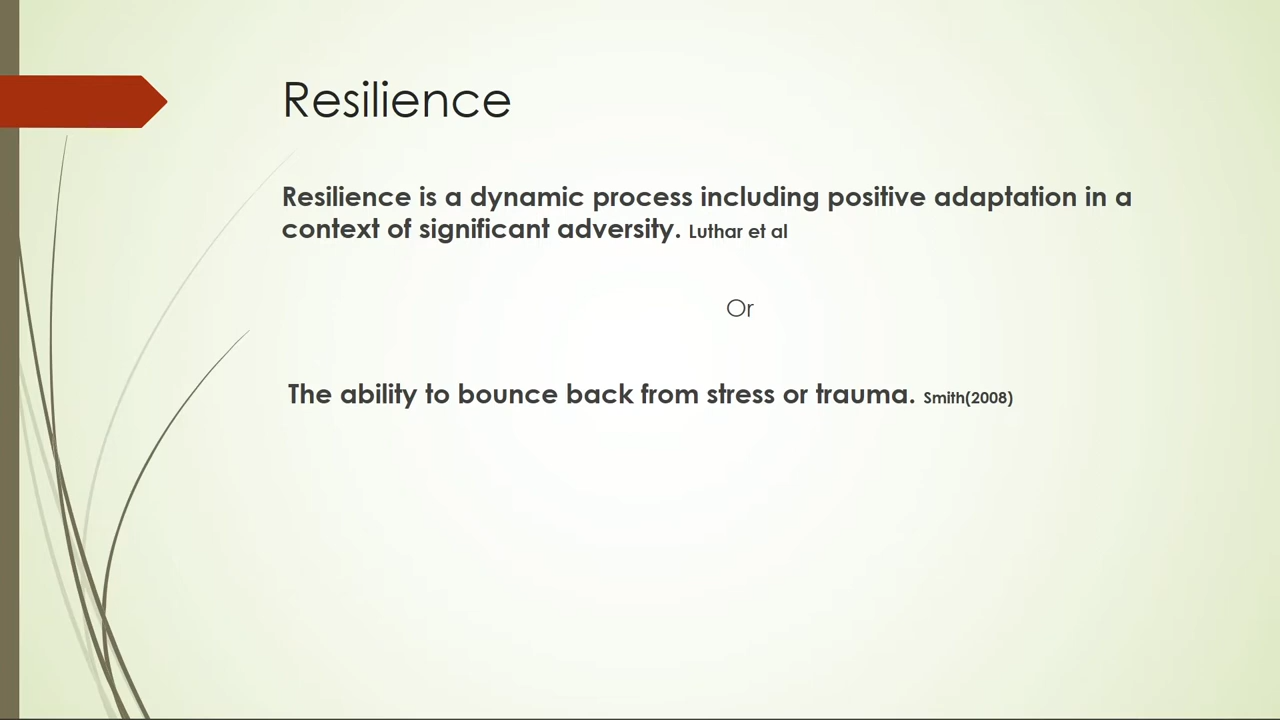 Resilience
Resilience is a dynamic process including positive adaptation in a
context of significant adversity. Luthar et al
Or
The ability to bounce back from stress or trauma. Smith(2008)